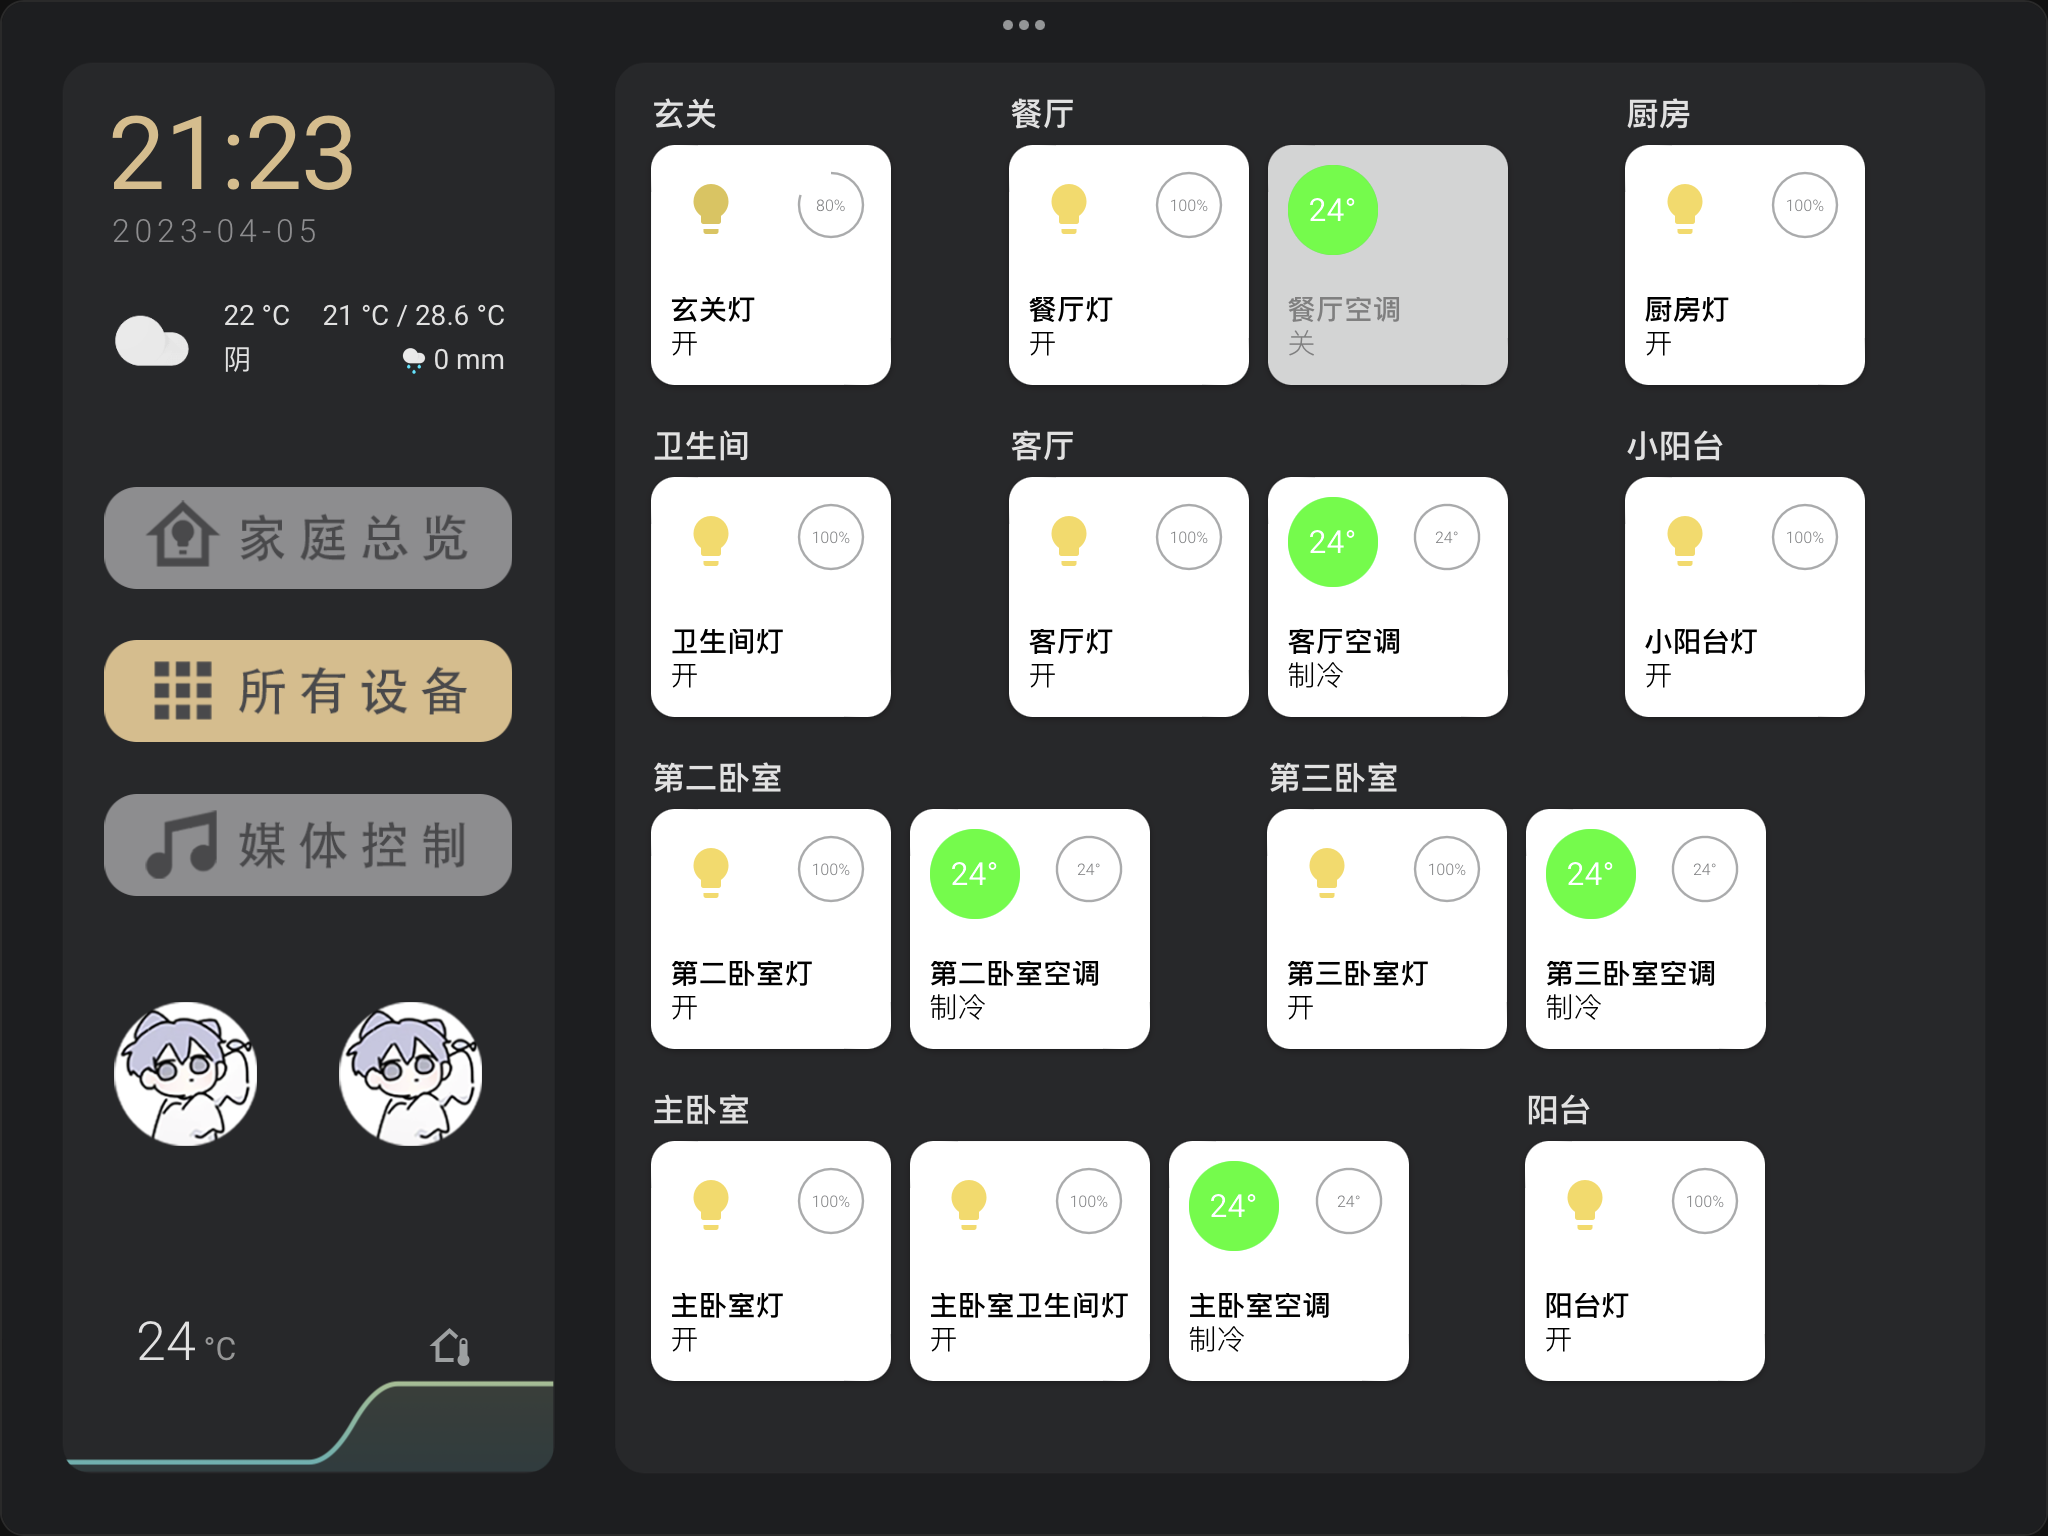 21:23
2023-04-05
22 °C 21 °C / 28.6 °C
阴 0 mm
家庭总览
所有设备
媒体控制
24 °C
玄关
80%
玄关灯
开
餐厅
100%
餐厅灯
开
24°
餐厅空调
关
厨房
100%
厨房灯
开
卫生间
100%
卫生间灯
开
客厅
100%
客厅灯
开
24° 24°
客厅空调
制冷
小阳台
100%
小阳台灯
开
第二卧室
100%
第二卧室灯
开
24° 24°
第二卧室空调
制冷
第三卧室
100%
第三卧室灯
开
24° 24°
第三卧室空调
制冷
主卧室
100%
主卧室灯
开
100%
主卧室卫生间灯
开
24° 24°
主卧室空调
制冷
阳台
100%
阳台灯
开